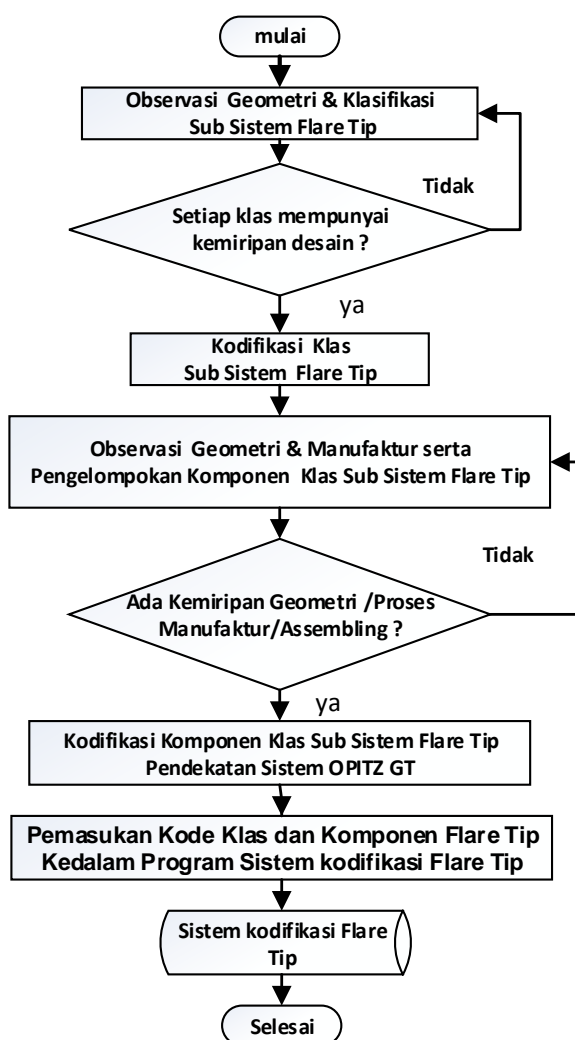 mulai
Observasi Geometri & Klasifikasi
Sub Sistem Flare Tip
Tidak
Setiap klas mempunyai
kemiripan desain ?
ya
Kodifikasi Klas
Sub Sistem Flare Tip
Observasi Geometri & Manufaktur serta
Pengelompokan Komponen Klas Sub Sistem Flare Tip
Tidak
Ada Kemiripan Geometri /Proses
Manufaktur/Assembling ?
ya
Kodifikasi Komponen Klas Sub Sistem Flare Tip
Pendekatan Sistem OPITZ GT
Pemasukan Kode Klas dan Komponen Flare Tip
Kedalam Program Sistem kodifikasi Flare Tip
Sistem kodifikasi Flare
Tip
Selesai